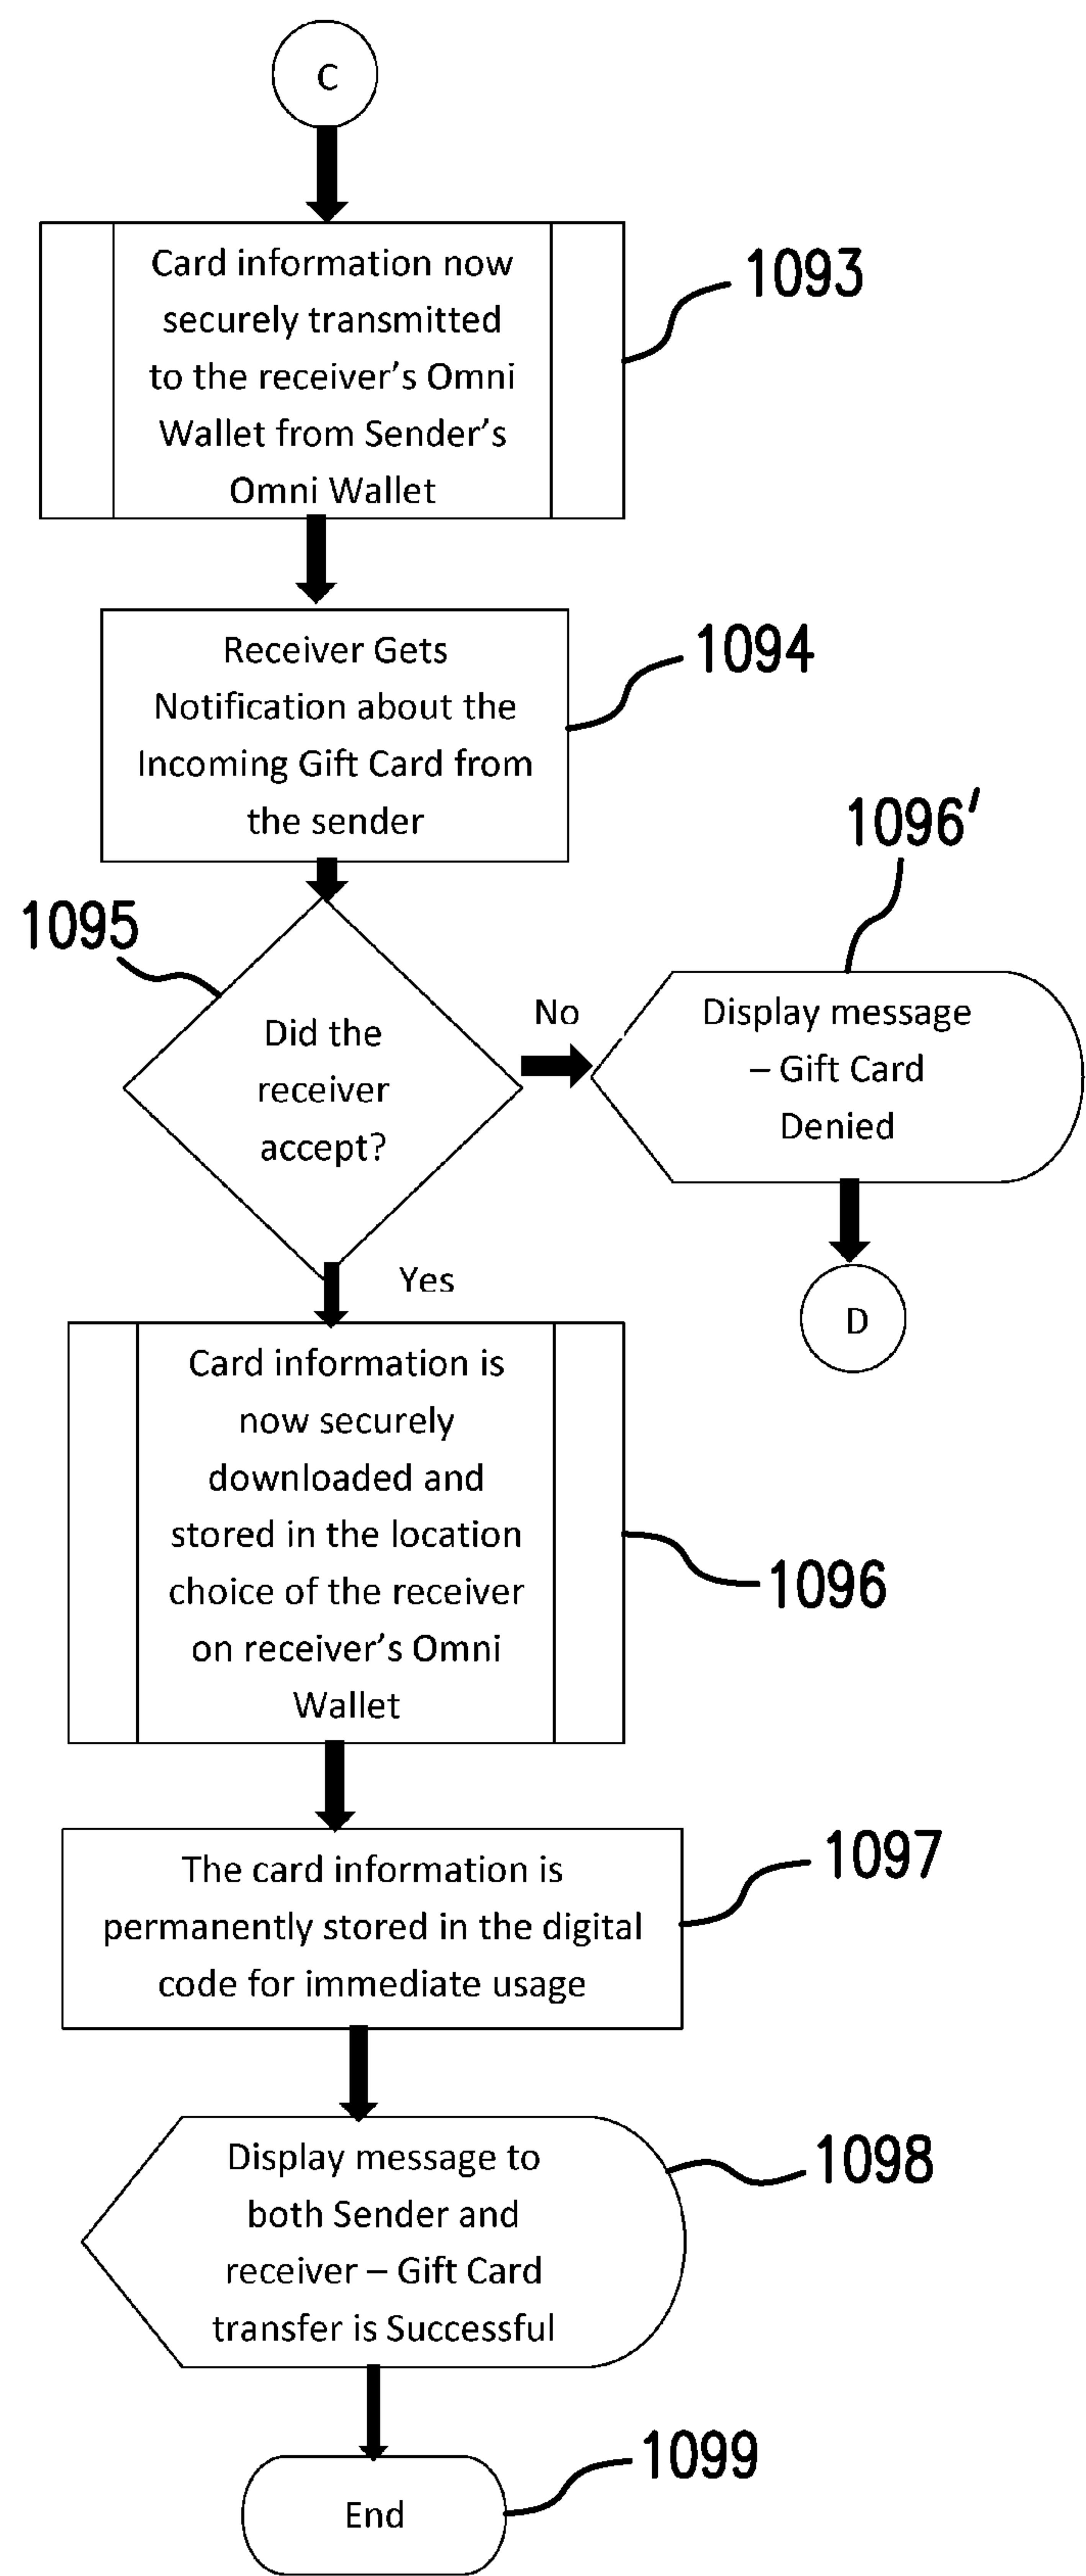 C
Card information now
securely transmitted
to the receiver's Omni
Wallet from Sender's
Omni Wallet
1093
Receiver Gets
Notification about the
Incoming Gift Card from
the sender
1094
1095
Did the
receiver
accept?
No
1096′
Display message
– Gift Card
Denied
D
Yes
Card information is
now securely
downloaded and
stored in the location
choice of the receiver
on receiver's Omni
Wallet
1096
The card information is
permanently stored in the digital
code for immediate usage
1097
Display message to
both Sender and
receiver – Gift Card
transfer is Successful
1098
End
1099